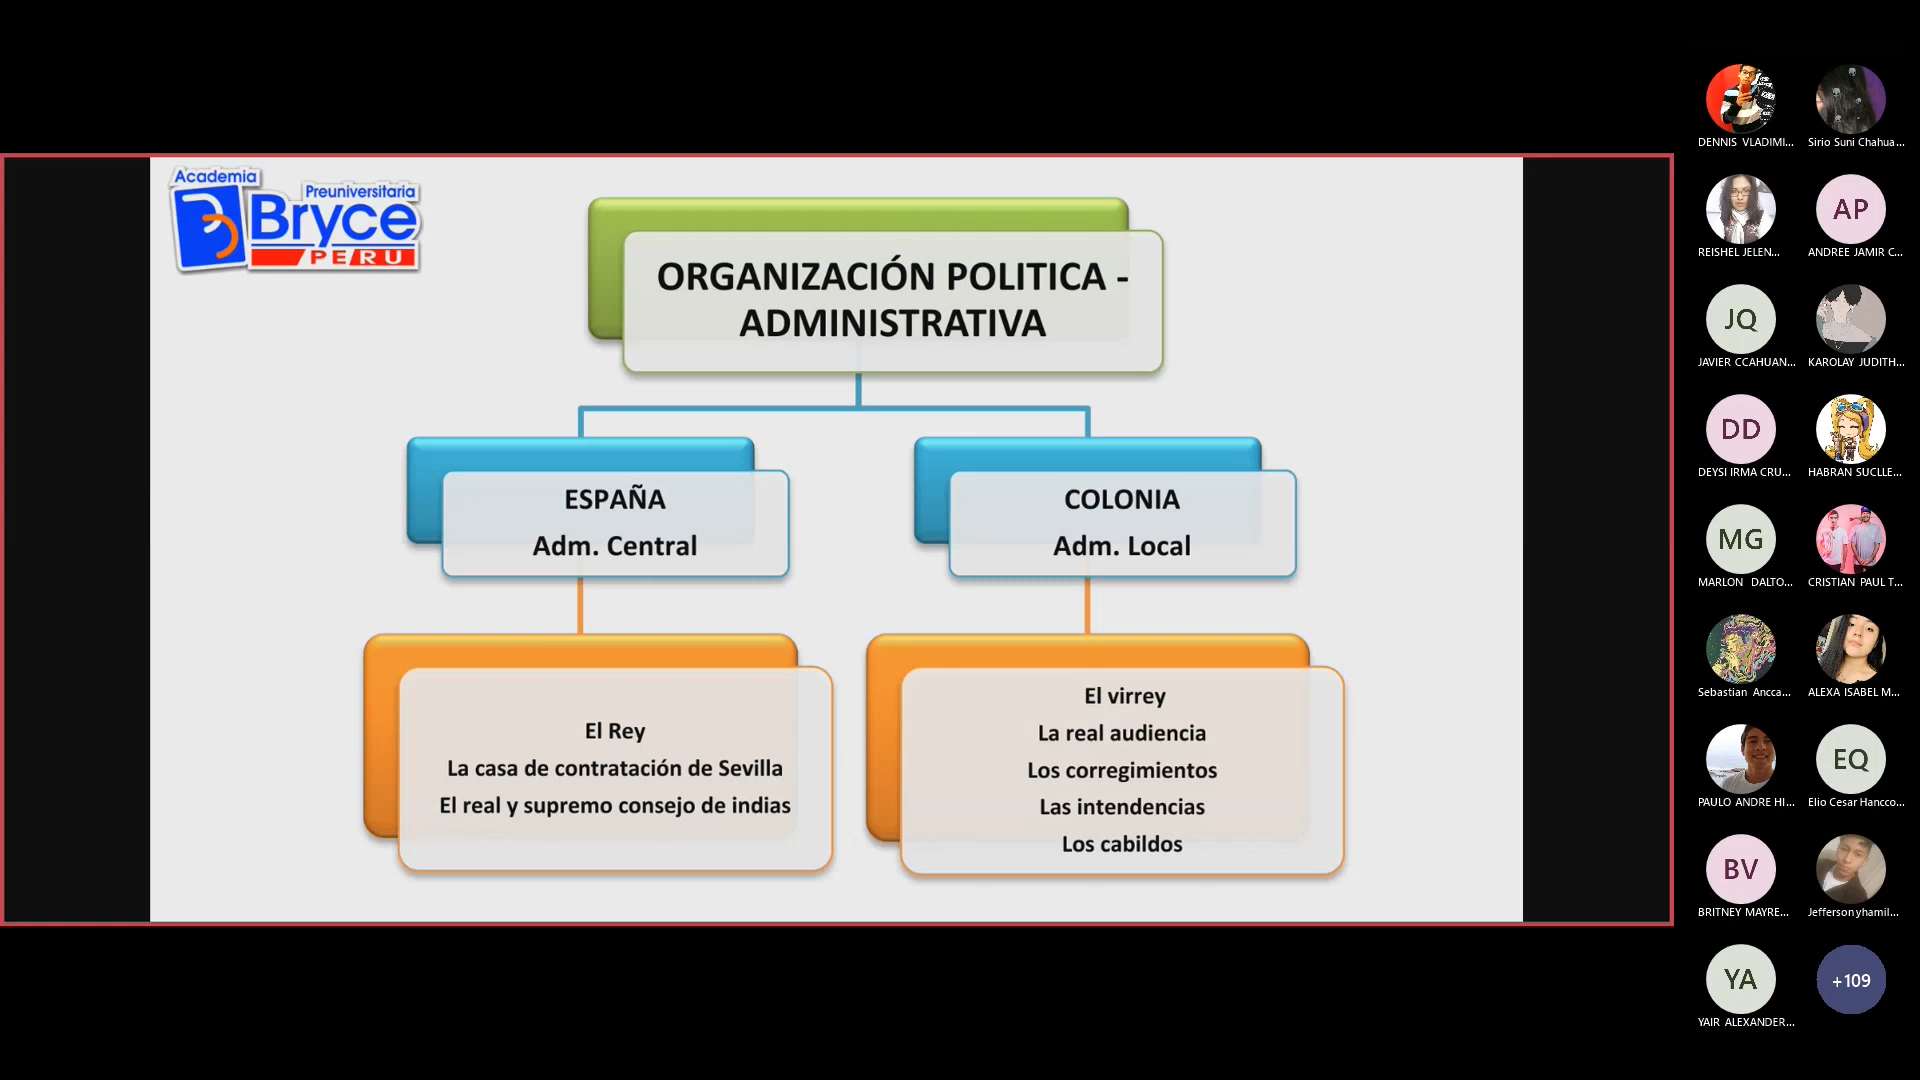 Academia
Preuniversitaria
Bryce
PERU
ORGANIZACIÓN POLITICA -
ADMINISTRATIVA
ESPAÑA
Adm. Central
COLONIA
Adm. Local
El Rey
La casa de contratación de Sevilla
El real y supremo consejo de indias
El virrey
La real audiencia
Los corregimientos
Las intendencias
Los cabildos
DENNIS VLADIMI...
Sirio Suni Chahua...
REISHEL JELEN...
AP
ANDREE JAMIR C...
JQ
JAVIER CCAHUAN...
KAROLAY JUDITH...
DD
DEYSI IRMA CRU...
HABRAN SUCLLE...
MG
MARLON DALTO...
CRISTIAN PAUL T...
Sebastian Ancca...
ALEXA ISABEL M...
PAULO ANDRE HI...
EQ
Elio Cesar Hancco...
BV
BRITNEY MAYRE...
Jefferson yhamil...
YA
YAIR ALEXANDER...
+109